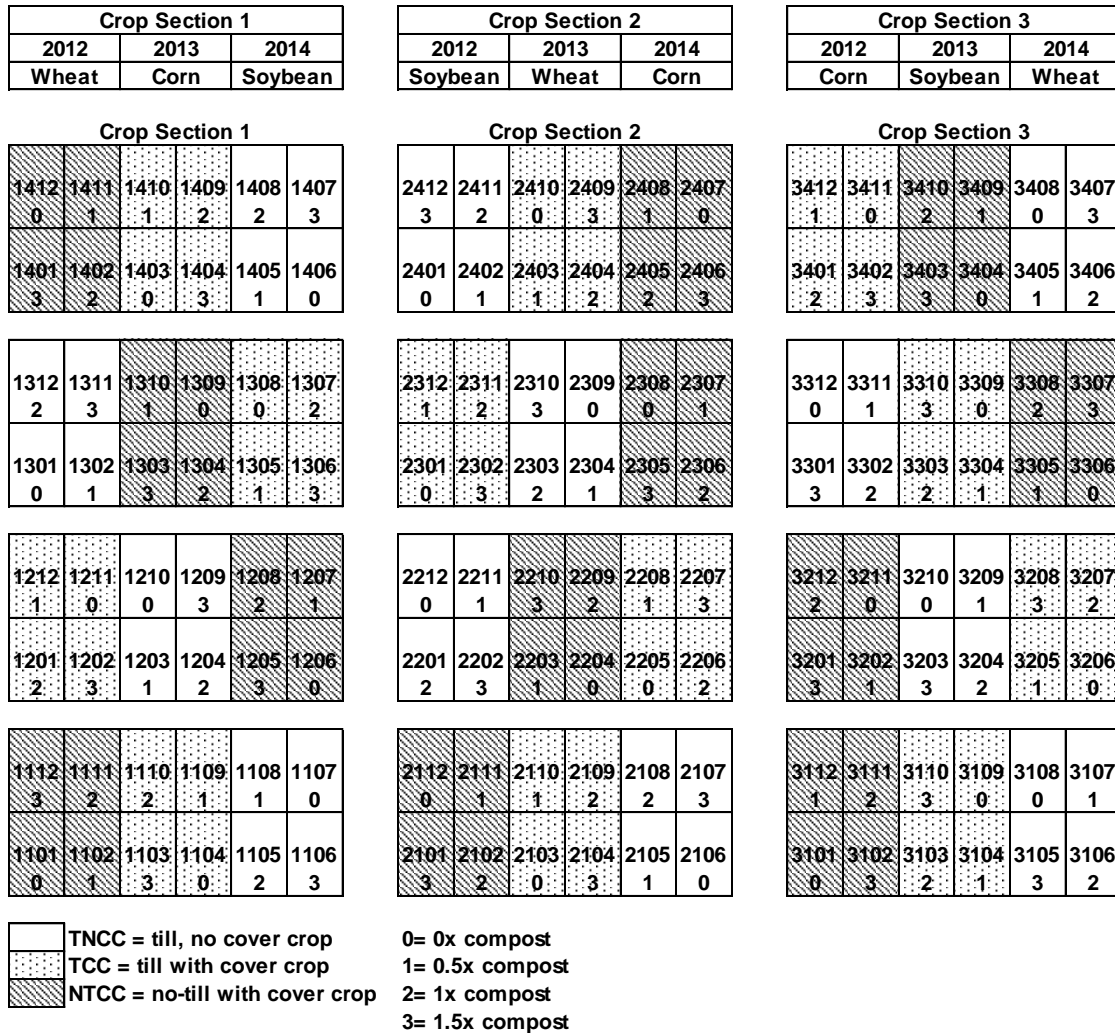 Crop Section 1 Crop Section 2 Crop Section 3
2012 2013 2014 2012 2013 2014 2012 2013 2014
Wheat Corn Soybean Soybean Wheat Corn Corn Soybean Wheat
Crop Section 1 Crop Section 2 Crop Section 3
1412 1411 1410 1409 1408 1407 2412 2411 2410 2409 2408 2407 3412 3411 3410 3409 3408 3407
0 1 1 2 2 3 3 2 0 3 1 0 1 0 2 1 0 3
1401 1402 1403 1404 1405 1406 2401 2402 2403 2404 2405 2406 3401 3402 3403 3404 3405 3406
3 2 0 3 1 0 0 1 1 2 2 3 2 3 3 0 1 2
1312 1311 1310 1309 1308 1307 2312 2311 2310 2309 2308 2307 3312 3311 3310 3309 3308 3307
2 3 1 0 0 2 1 2 3 0 0 1 0 1 3 0 2 3
1301 1302 1303 1304 1305 1306 2301 2302 2303 2304 2305 2306 3301 3302 3303 3304 3305 3306
0 1 3 2 1 3 0 3 2 1 3 2 3 2 2 1 1 0
1212 1211 1210 1209 1208 1207 2212 2211 2210 2209 2208 2207 3212 3211 3210 3209 3208 3207
1 0 0 3 2 1 0 1 3 2 1 3 2 0 0 1 3 2
1201 1202 1203 1204 1205 1206 2201 2202 2203 2204 2205 2206 3201 3202 3203 3204 3205 3206
2 3 1 2 3 0 2 3 1 0 0 2 3 1 3 2 1 0
1112 1111 1110 1109 1108 1107 2112 2111 2110 2109 2108 2107 3112 3111 3110 3109 3108 3107
3 2 2 1 1 0 0 1 1 2 2 3 1 2 3 0 0 1
1101 1102 1103 1104 1105 1106 2101 2102 2103 2104 2105 2106 3101 3102 3103 3104 3105 3106
0 1 3 0 2 3 3 2 0 3 1 0 0 3 2 1 3 2
TNCC = till, no cover crop 0= 0x compost
TCC = till with cover crop 1= 0.5x compost
NTCC = no-till with cover crop 2= 1x compost
3= 1.5x compost